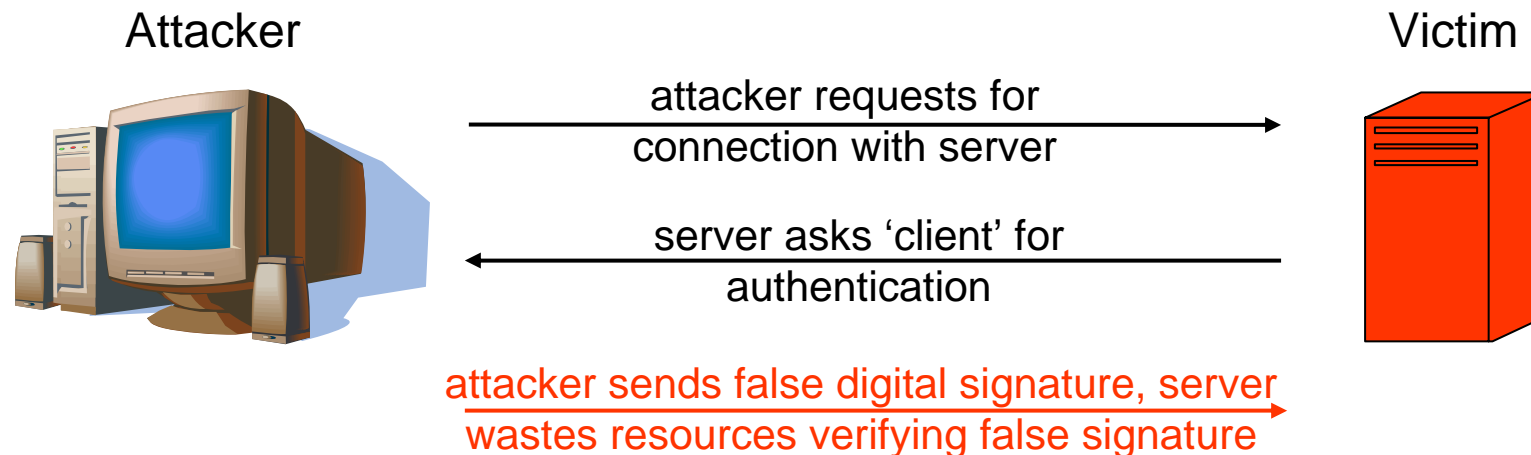 Attacker
Victim
attacker requests for
connection with server
server asks ‘client’ for
authentication
attacker sends false digital signature, server
wastes resources verifying false signature